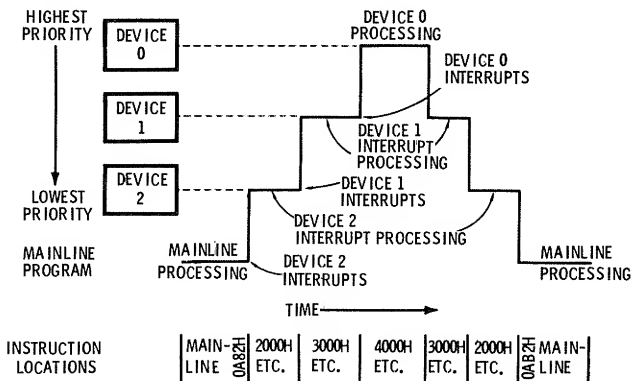 HIGHEST
PRIORITY
DEVICE
0
DEVICE 0
PROCESSING
DEVICE 0
INTERRUPTS
DEVICE
1
DEVICE 1
INTERRUPT
PROCESSING
LOWEST
PRIORITY
DEVICE
2
DEVICE 1
INTERRUPTS
DEVICE 2
INTERRUPT PROCESSING
MAINLINE
PROGRAM
MAINLINE
PROCESSING
DEVICE 2
INTERRUPTS
MAINLINE
PROCESSING
TIME
INSTRUCTION
LOCATIONS
MAIN-
LINE
0A82H
2000H
ETC.
3000H
ETC.
4000H
ETC.
3000H
ETC.
2000H
ETC.
0AB2H
MAIN-
LINE